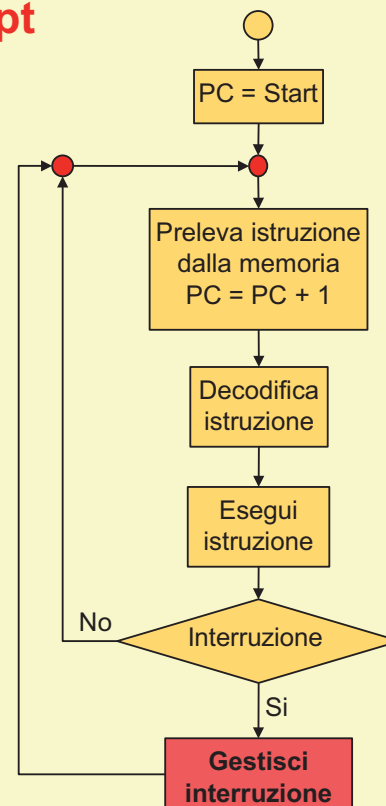 pt
PC = Start
Preleva istruzione
dalla memoria
PC = PC + 1
Decodifica
istruzione
Esegui
istruzione
Interruzione
No
Si
Gestisci
interruzione